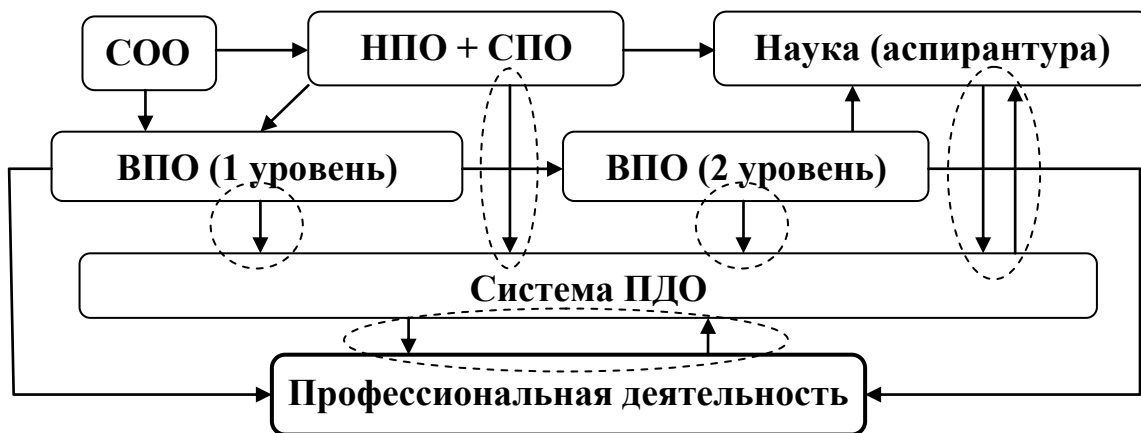 СОО
НПО + СПО
Наука (аспирантура)
ВПО (1 уровень)
ВПО (2 уровень)
Система ПДО
Профессиональная деятельность